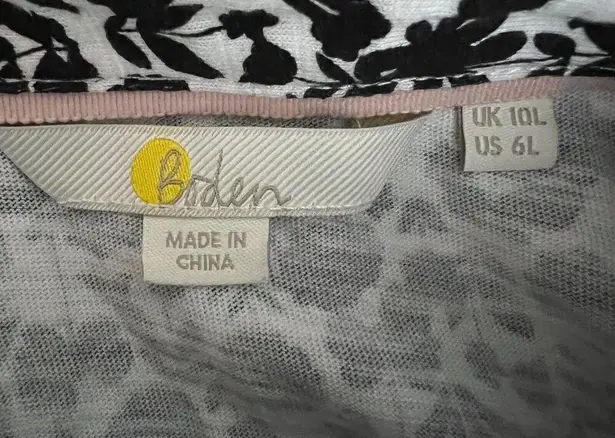 Boden
MADE IN
CHINA
UK 10L
US 6L